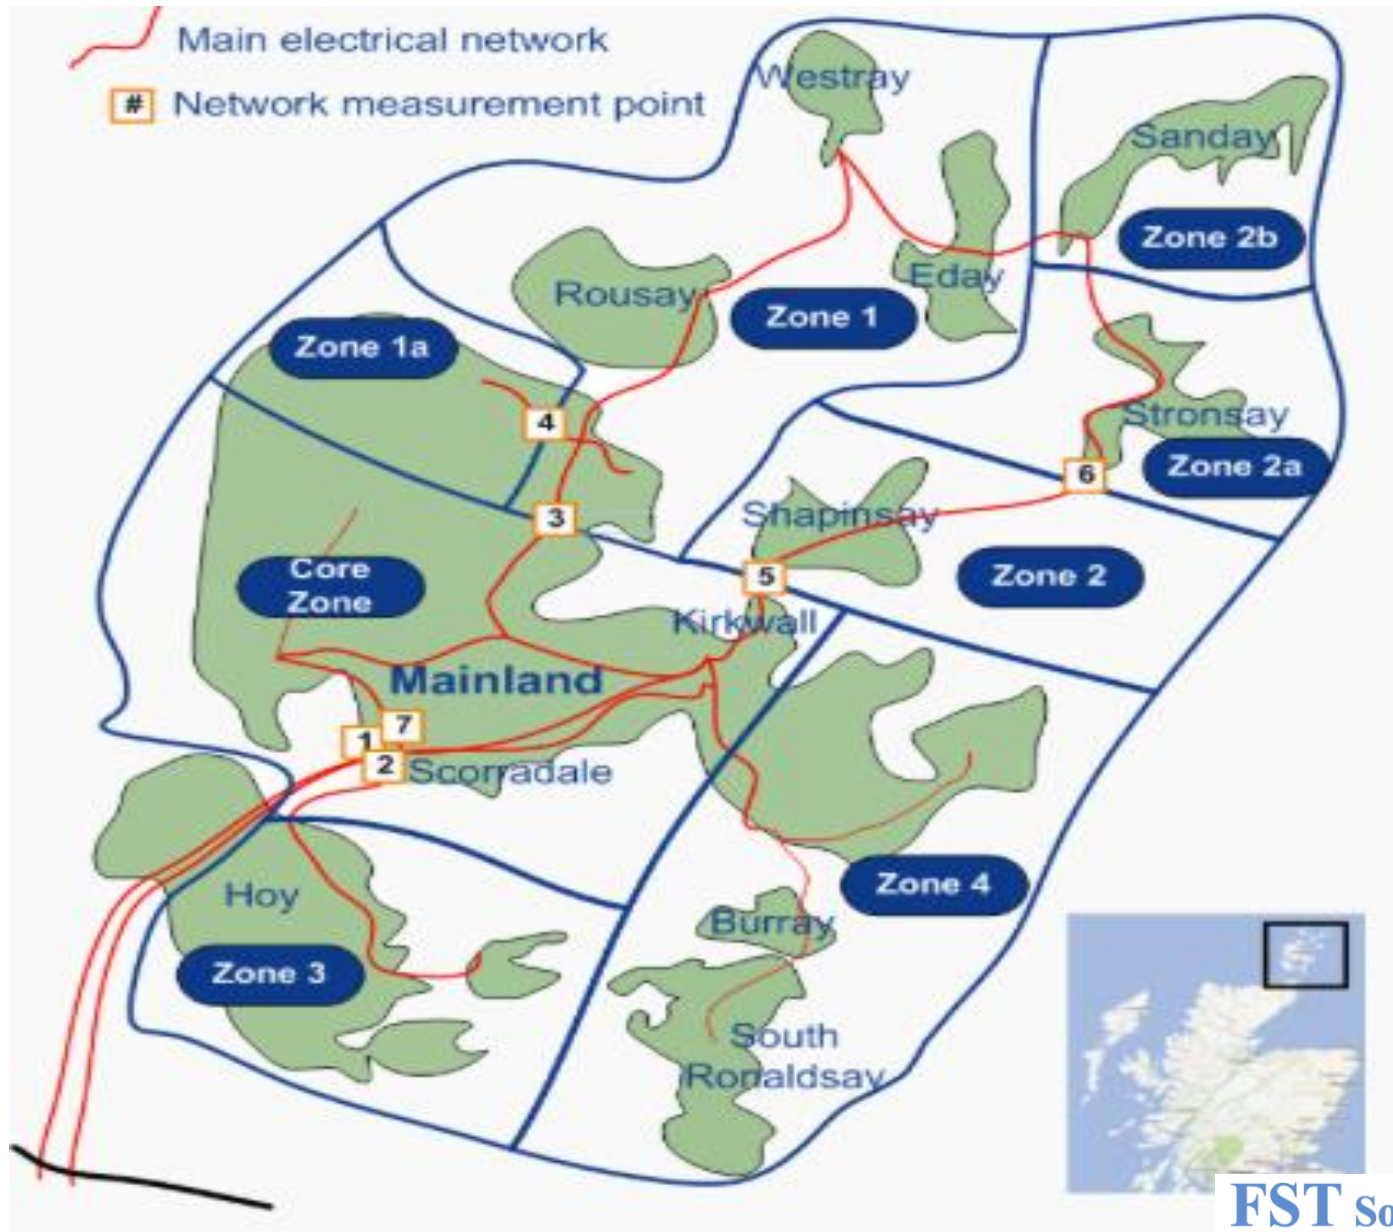 Main electrical network
# Network measurement point
Westray
Sanday
Zone 2b
Eday
Rousay
Zone 1
Zone 1a
4
Stronsay
Zone 2a
6
3
Shapinsay
5
Zone 2
Core
Zone
Kirkwall
Mainland
7
1
2
Scorradale
Zone 4
Hoy
Burray
Zone 3
South
Ronaldsay
FST